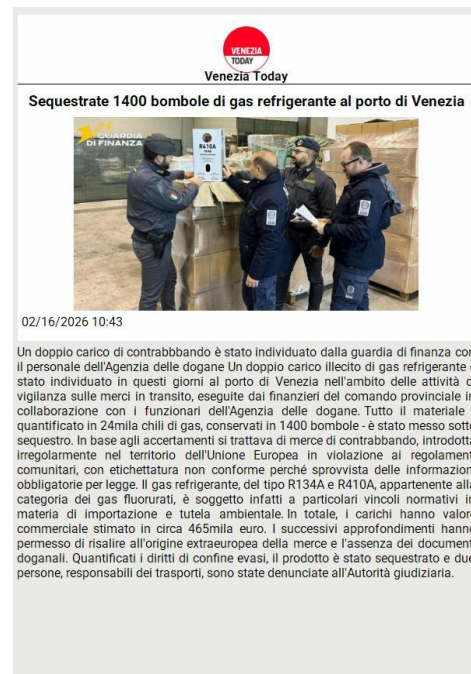 VENEZIA
TODAY
Venezia Today
Sequestrate 1400 bombole di gas refrigerante al porto di Venezia
GUARDIA
DI FINANZA
R410A
02/16/2026 10:43
Un doppio carico di contrabbbando è stato individuato dalla guardia di finanza con
il personale dell'Agenzia delle dogane Un doppio carico illecito di gas refrigerante
stato individuato in questi giorni al porto di Venezia nell'ambito delle attività d
vigilanza sulle merci in transito, eseguite dai finanzieri del comando provinciale in
collaborazione con i funzionari dell'Agenzia delle dogane. Tutto il materiale
quantificato in 24mila chili di gas, conservati in 1400 bombole - è stato messo sotto
sequestro. In base agli accertamenti si trattava di merce di contrabbando, introdotta
irregolarmente nel territorio dell'Unione Europea in violazione ai regolament
comunitari, con etichettatura non conforme perché sprovvista delle informazion
obbligatorie per legge. Il gas refrigerante, del tipo R134A e R410A, appartenente alla
categoria dei gas fluorurati, è soggetto infatti a particolari vincoli normativi in
materia di importazione e tutela ambientale. In totale, i carichi hanno valore
commerciale stimato in circa 465mila euro. I successivi approfondimenti hanno
permesso di risalire all'origine extraeuropea della merce e l'assenza dei document
doganali. Quantificati i diritti di confine evasi, il prodotto è stato sequestrato e due
persone, responsabili dei trasporti, sono state denunciate all'Autorità giudiziaria.